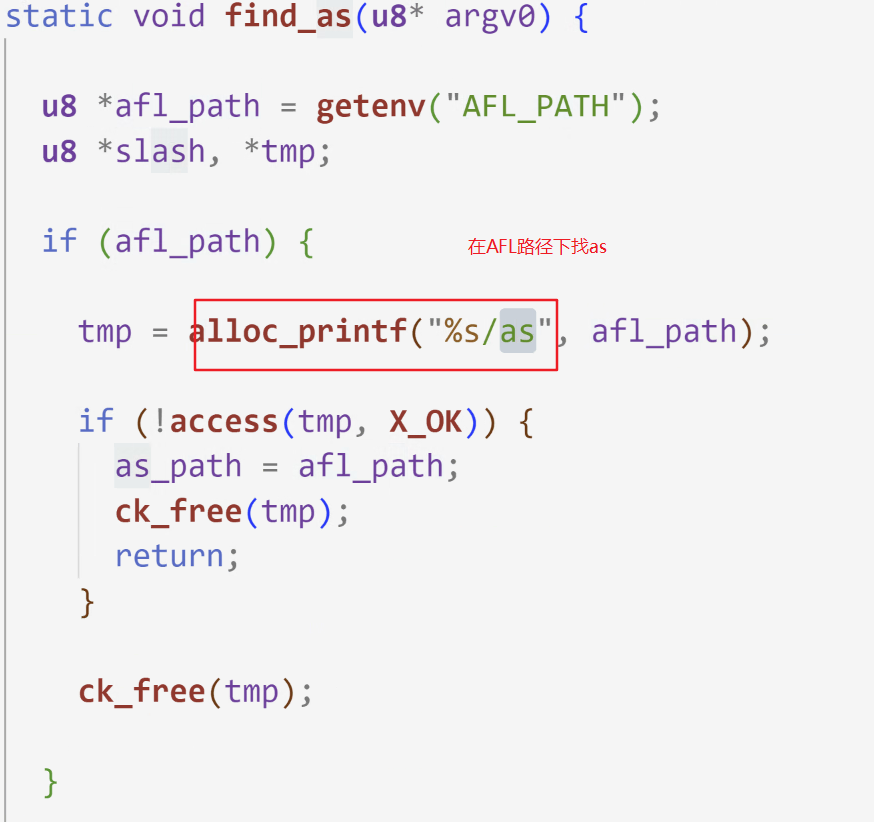 static void find_as(u8* argv0) {
u8 *afl_path = getenv("AFL_PATH");
u8 *slash, *tmp;
if (afl_path) {
在AFL路径下找as
tmp = alloc_printf("%s/as", afl_path);
if (!access(tmp, X_OK)) {
as_path = afl_path;
ck_free(tmp);
return;
}
ck_free(tmp);
}